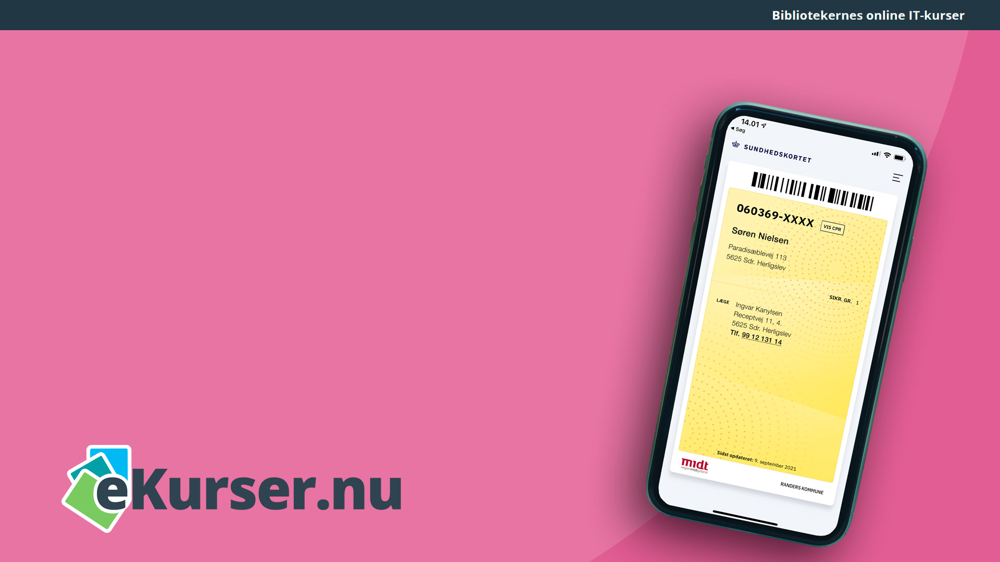 Bibliotekernes online IT-kurser
14.01
Søg
SUNDHEDSKORTET
060369-XXXX VIS CPR
Søren Nielsen
Paradisæblevej 113
5625 Sdr. Herligslev
SIKR. GR. 1
LÆGE Ingvar Kanylsen
Receptvej 11, 4.
5625 Sdr. Herligslev
Tlf. 99 12 131 14
Sidst opdateret: 9. september 2021
midt
regionmidtjylland
RANDERS KOMMUNE
eKurser.nu